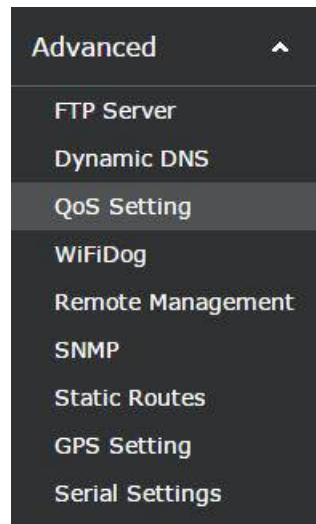 Advanced
FTP Server
Dynamic DNS
QoS Setting
WiFiDog
Remote Management
SNMP
Static Routes
GPS Setting
Serial Settings